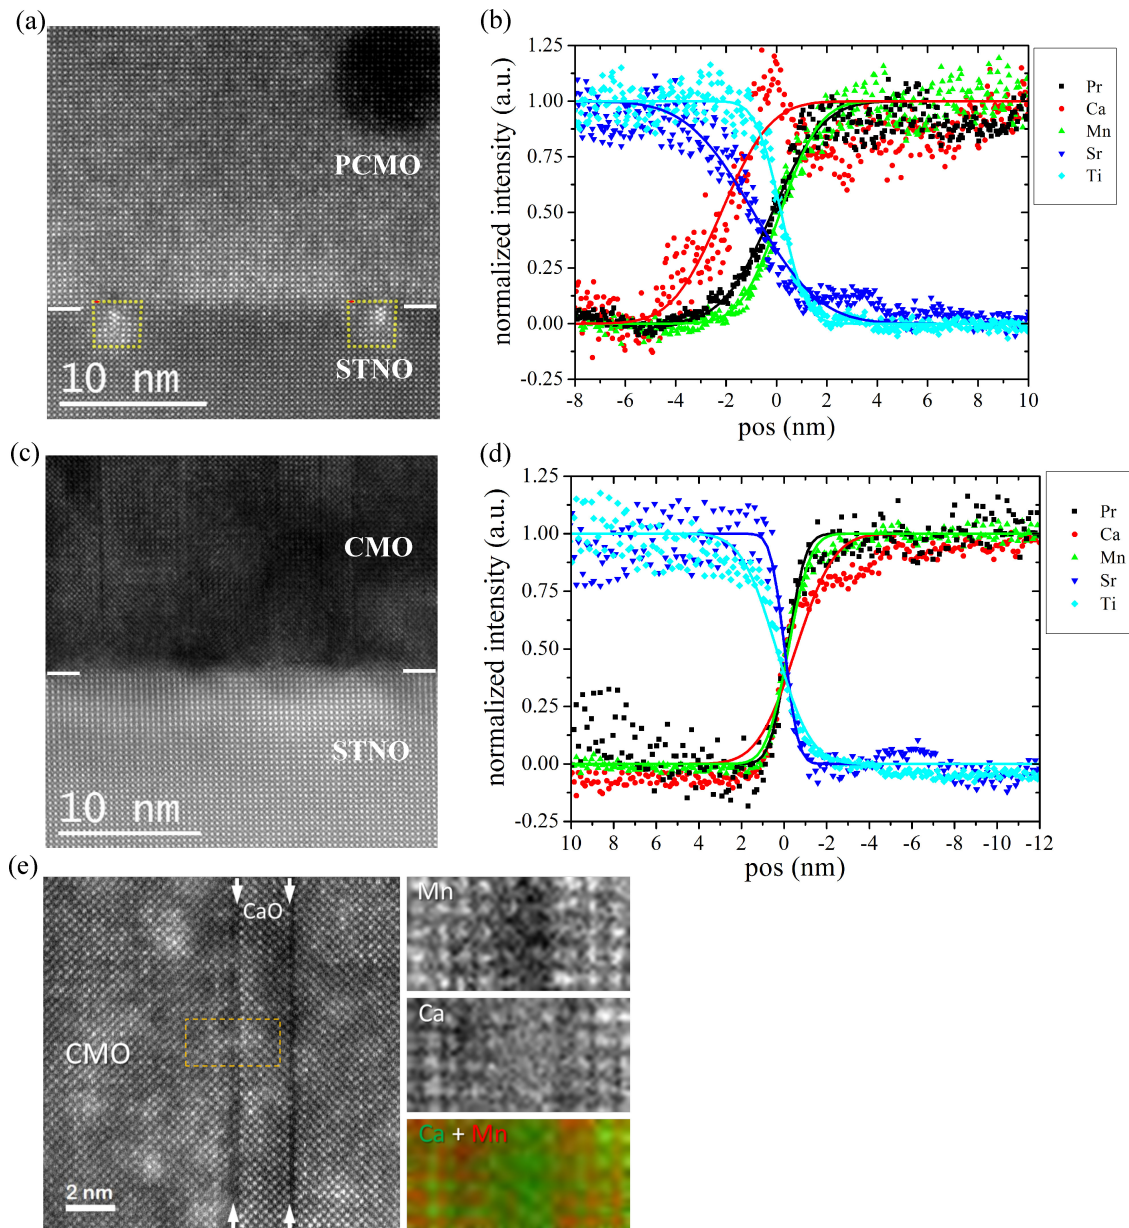 (a)
PCMO
STNO
10 nm
(b)
normalized intensity (a.u.)
1.25
1.00
0.75
0.50
0.25
0.00
-0.25
-8 -6 -4 -2 0 2 4 6 8 10
pos (nm)
Pr
Ca
Mn
Sr
Ti
(c)
CMO
STNO
10 nm
(d)
normalized intensity (a.u.)
1.25
1.00
0.75
0.50
0.25
0.00
-0.25
10 8 6 4 2 0 -2 -4 -6 -8 -10 -12
pos (nm)
Pr
Ca
Mn
Sr
Ti
(e)
CaO
CMO
2 nm
Mn
Ca
Ca + Mn